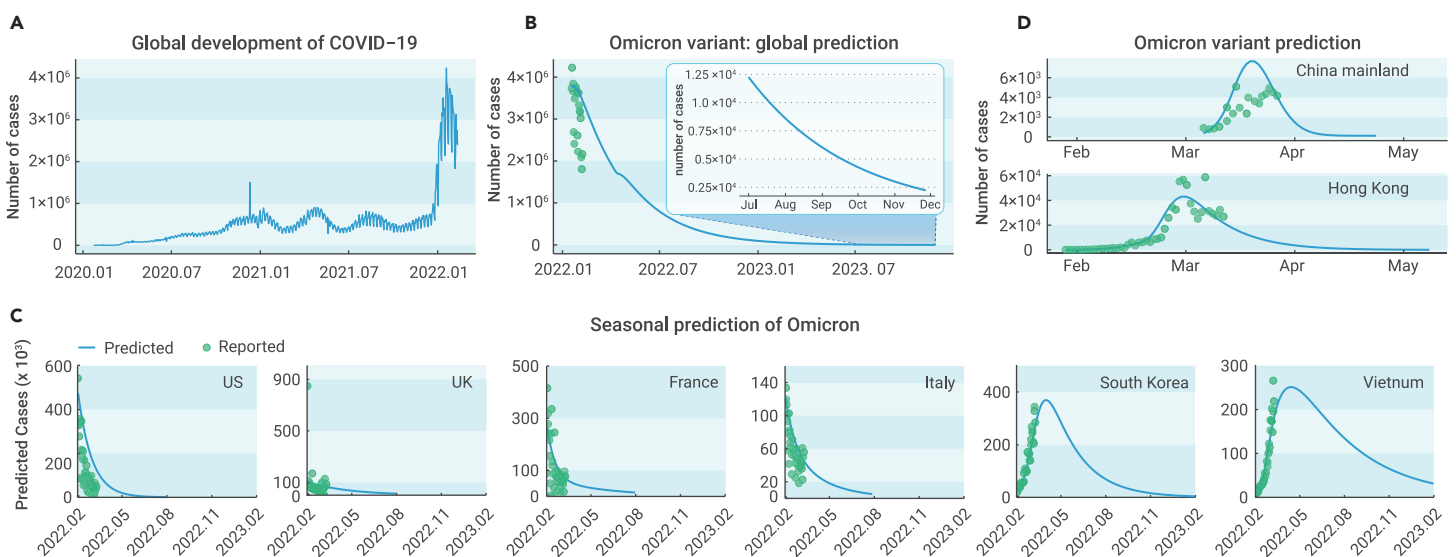 A
Global development of COVID–19
Number of cases
4×10⁶
3×10⁶
2×10⁶
1×10⁶
0
2020.01
2020.07
2021.01
2021.07
2022.01
B
Omicron variant: global prediction
Number of cases
4×10⁶
3×10⁶
2×10⁶
1×10⁶
0
2022.01
2022.07
2023.01
2023. 07
number of cases
1.25×10⁴
1.0×10⁴
0.75×10⁴
0.5×10⁴
0.25×10⁴
Jul
Aug
Sep
Oct
Nov
Dec
D
Omicron variant prediction
Number of cases
China mainland
6×10³
4×10³
2×10³
0
Feb
Mar
Apr
May
Hong Kong
6×10⁴
4×10⁴
2×10⁴
0
Feb
Mar
Apr
May
C
Seasonal prediction of Omicron
Predicted
Reported
Predicted Cases (x 10³)
US
600
400
200
0
2022.02
2022.05
2022.08
2022.11
2023.02
UK
900
500
100
0
2022.02
2022.05
2022.08
2022.11
2023.02
France
500
300
100
0
2022.02
2022.05
2022.08
2022.11
2023.02
Italy
140
100
60
20
0
2022.02
2022.05
2022.08
2022.11
2023.02
South Korea
400
200
0
2022.02
2022.05
2022.08
2022.11
2023.02
Vietnum
300
200
100
0
2022.02
2022.05
2022.08
2022.11
2023.02